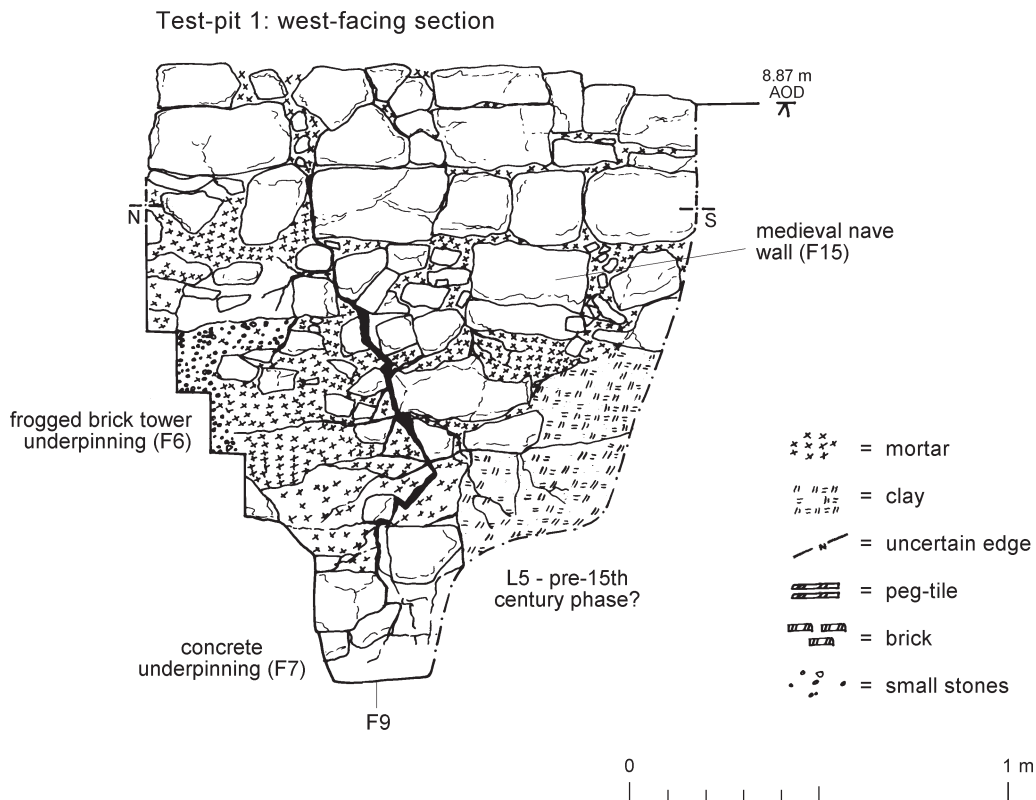 Test-pit 1: west-facing section
8.87 m
AOD
N
S
medieval nave
wall (F15)
frogged brick tower
underpinning (F6)
L5 - pre-15th
century phase?
concrete
underpinning (F7)
F9
= mortar
= clay
N = uncertain edge
= peg-tile
= brick
= small stones
0 1 m